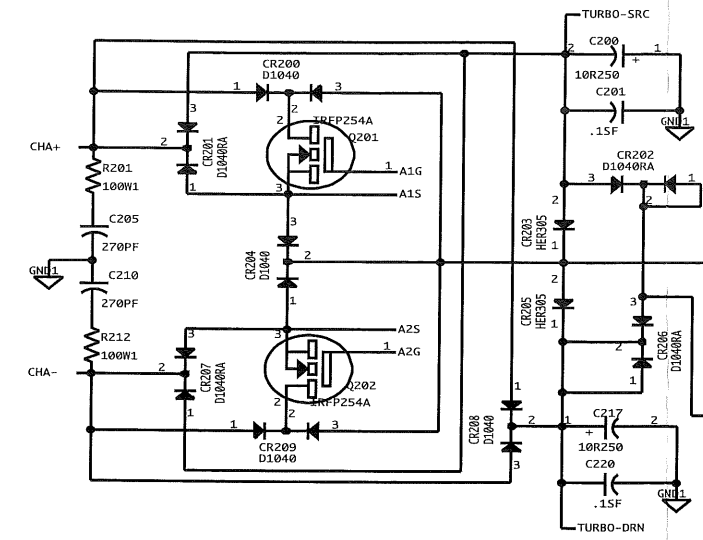 TURBO-SRC
C200
2 1
+
10R250
C201
.1SF
GND1
CR200
D1040
1 3
2
2
IRFP254A
Q201
3
CR201
D1040RA
2
1
CHA+
R201
100W1
1 A1G
3 A1S
CR202
D1040RA
3 1
2
C205
270PF
GND1
C210
270PF
CR204
D1040
3
2
1
CR203
HER305
2
1
CR205
HER305
2
1
R212
100W1
CHA-
3
3
A2S
1 A2G
CR207
D1040RA
2
1
Q202
IRFP254A
2
2
1 3
CR209
D1040
3
2
1
CR206
D1040RA
1
CR208
D1040
2
3
C217
1 2
+
10R250
C220
.1SF
GND1
TURBO-DRN